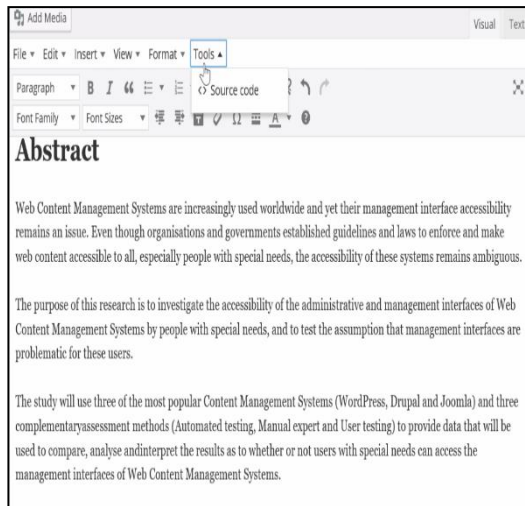 Add Media
Visual Text
File Edit Insert View Format Tools
Paragraph B I
Source code
Font Family Font Sizes
Abstract
Web Content Management Systems are increasingly used worldwide and yet their management interface accessibility
remains an issue. Even though organisations and governments established guidelines and laws to enforce and make
web content accessible to all, especially people with special needs, the accessibility of these systems remains ambiguous.
The purpose of this research is to investigate the accessibility of the administrative and management interfaces of Web
Content Management Systems by people with special needs, and to test the assumption that management interfaces are
problematic for these users.
The study will use three of the most popular Content Management Systems (WordPress, Drupal and Joomla) and three
complementaryassessment methods (Automated testing, Manual expert and User testing) to provide data that will be
used to compare, analyse andinterpret the results as to whether or not users with special needs can access the
management interfaces of Web Content Management Systems.